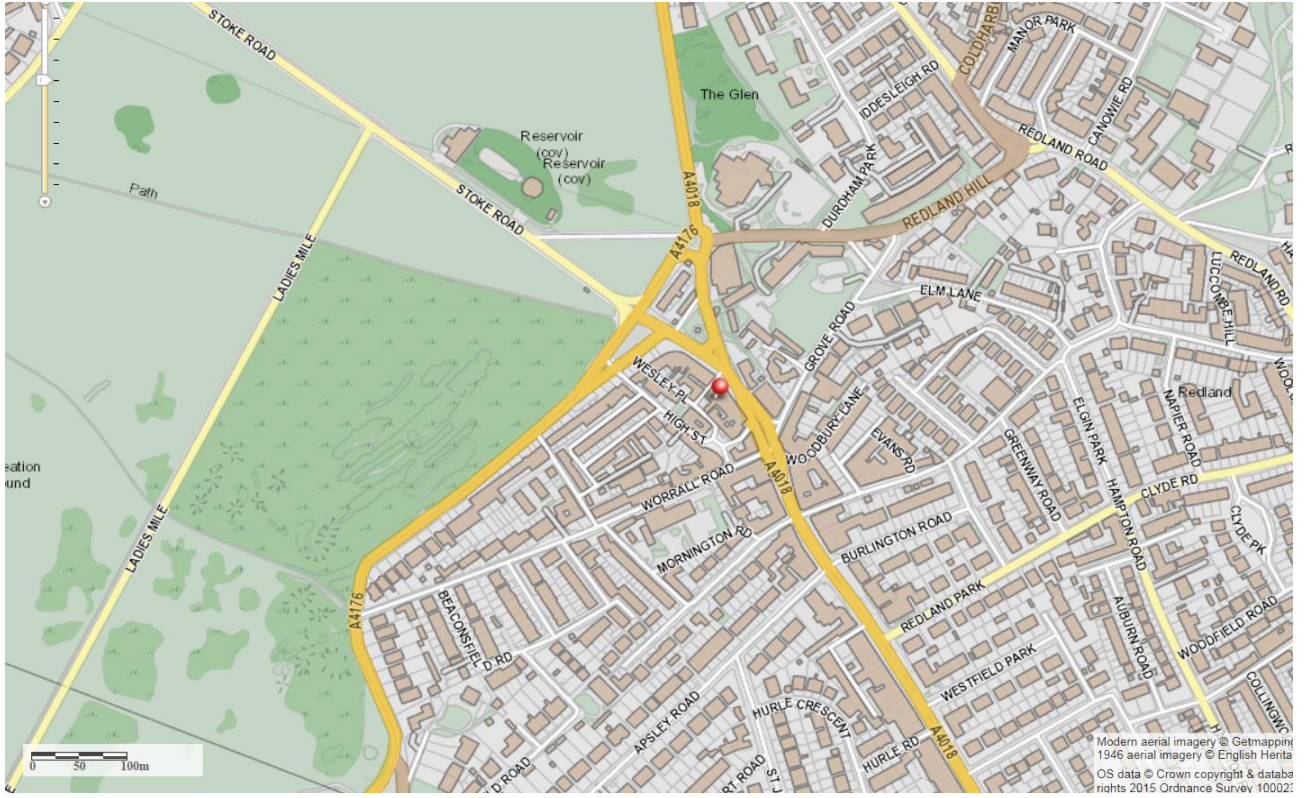 STOKE ROAD
COLDHARBU
MANOR PARK
The Glen
IDDESLEIGH RD
CANOWIE RD
REDLAND ROAD
Reservoir
(cov)
Reservoir
(cov)
DURDHAM PARK
Path
STOKE ROAD
A4018
REDLAND HILL
A4176
LADIES MILE
REDLAND RD
LUCCOMBE HILL
ELM LANE
GROVE ROAD
WESLEY PL
HIGH ST
WOODBURY LANE
EVANS RD
ELGIN PARK
NAPIER ROAD
Redland
GREENWAY ROAD
WORRALL ROAD
A4018
CLYDE RD
HAMPTON ROAD
CLYDE PK
LADIES MILE
MORNINGTON RD
BURLINGTON ROAD
REDLAND PARK
A4176
BEACONSFIEL
D RD
AUBURN ROAD
WOODFIELD ROAD
WESTFIELD PARK
COLLINGWO
APSLEY ROAD
HURLE CRESCENT
HURLE RD
A4018
0 50 100m
Modern aerial imagery © Getmapping
1946 aerial imagery © English Herita
OS data © Crown copyright & databa
rights 2015 Ordnance Survey 100023